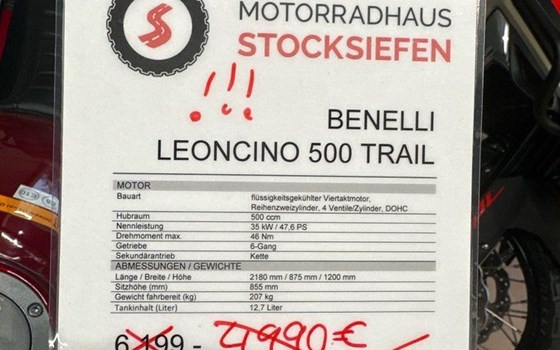 MOTORRADHAUS
STOCKSIEFEN
!!!
BENELLI
LEONCINO 500 TRAIL
MOTOR
Bauart flüssigkeitsgekühlter Viertaktmotor,
Reihenzweizylinder, 4 Ventile/Zylinder, DOHC
Hubraum 500 ccm
Nennleistung 35 kW / 47,6 PS
Drehmoment max. 46 Nm
Getriebe 6-Gang
Sekundärantrieb Kette
ABMESSUNGEN / GEWICHTE
Länge / Breite / Höhe 2180 mm / 875 mm / 1200 mm
Sitzhöhe (mm) 855 mm
Gewicht fahrbereit (kg) 207 kg
Tankinhalt (Liter) 12,7 Liter
6.199 - 4990 €